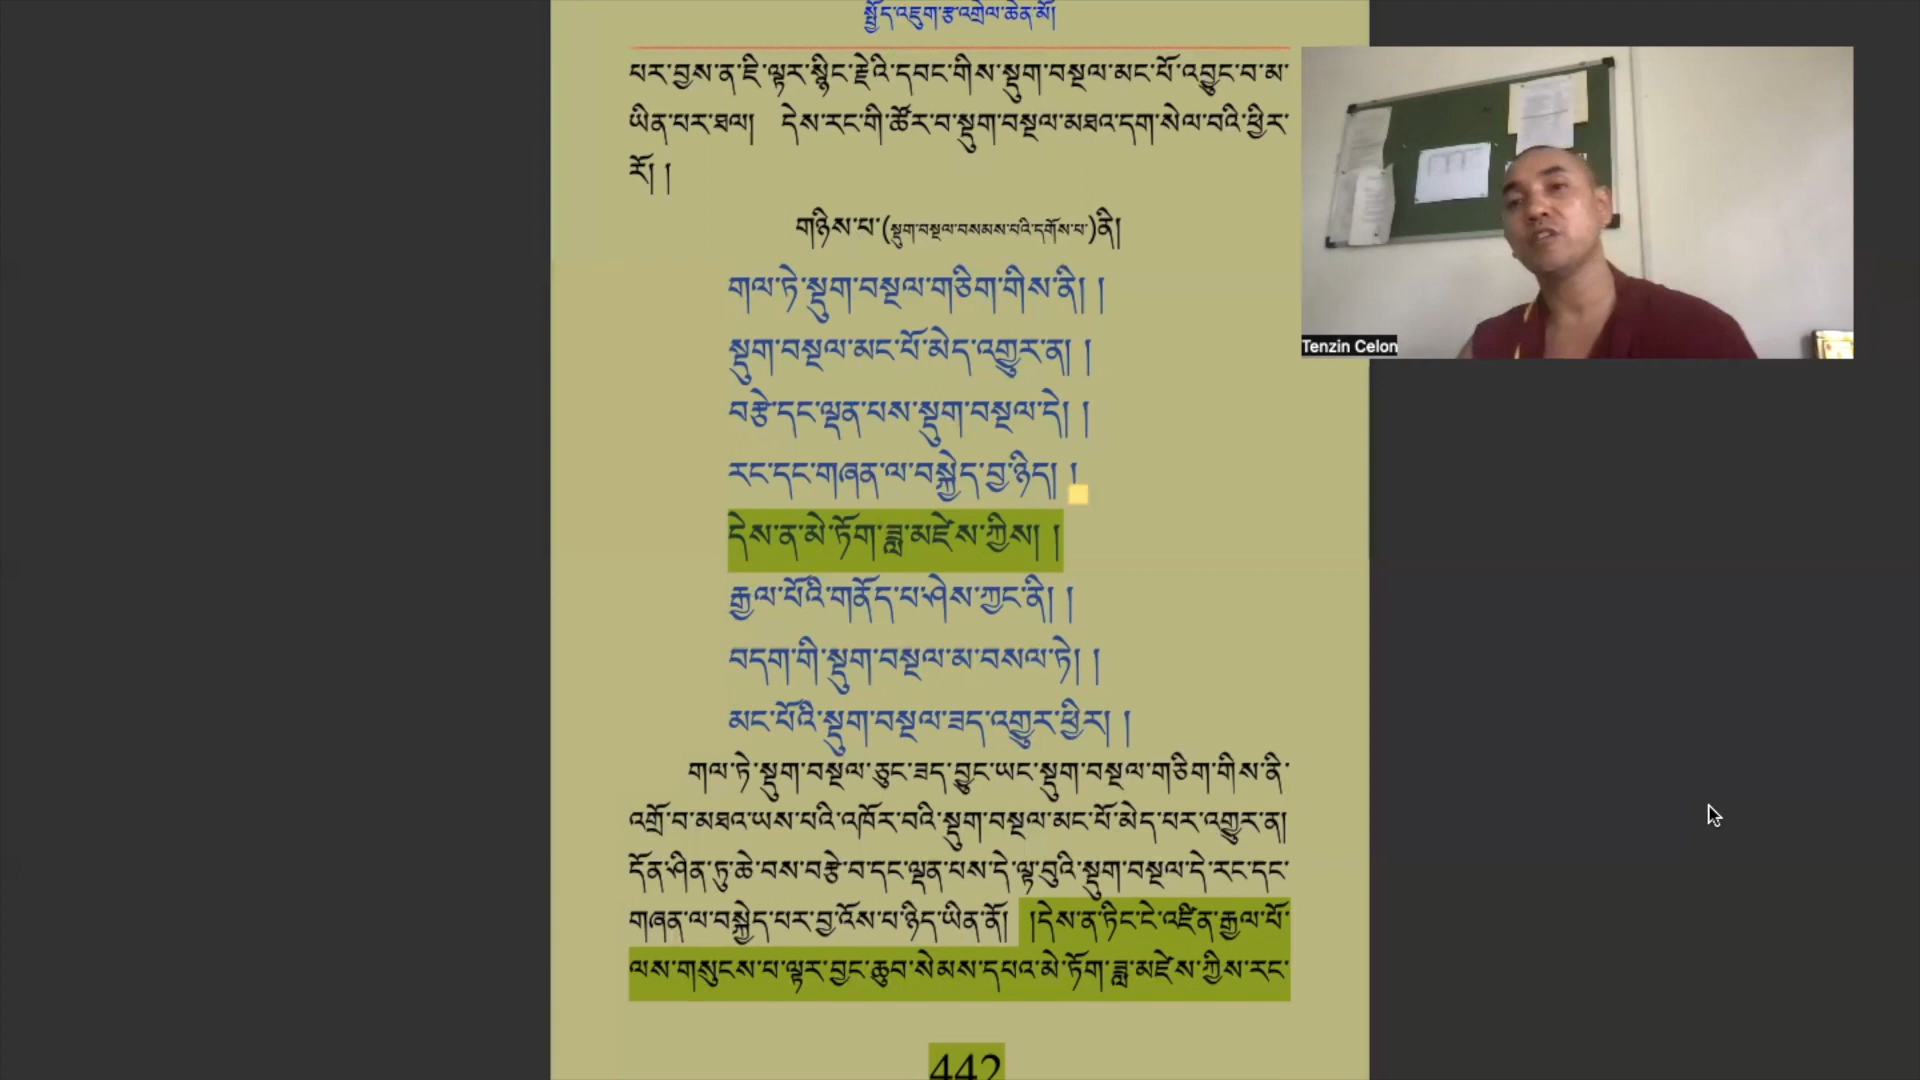 སྤྱོད་འཇུག་རྩ་འགྲེལ་ཆེན་མོ།
པར་བྱས་ན་ཇི་ལྟར་སྙིང་རྗེའི་དབང་གིས་སྡུག་བསྔལ་མང་པོ་འབྱུང་བ་མ་
ཡིན་པར་ཐལ། དེས་རང་གི་ཚོར་བ་སྡུག་བསྔལ་མཐའ་དག་སེལ་བའི་ཕྱིར་
རོ། །
གཉིས་པ་(སྡུག་བསྔལ་བསམས་པའི་དགོས་པ་)ནི།
གལ་ཏེ་སྡུག་བསྔལ་གཅིག་གིས་ནི། །
སྡུག་བསྔལ་མང་པོ་མེད་འགྱུར་ན། །
བརྩེ་དང་ལྡན་པས་སྡུག་བསྔལ་དེ། །
རང་དང་གཞན་ལ་བསྐྱེད་བྱ་ཉིད། །
དེས་ན་མེ་ཏོག་ཟླ་མཛེས་ཀྱིས། །
རྒྱལ་པོའི་གནོད་པ་ཤེས་ཀྱང་ནི། །
བདག་གི་སྡུག་བསྔལ་མ་བསལ་ཏེ། །
མང་པོའི་སྡུག་བསྔལ་ཟད་འགྱུར་ཕྱིར། །
གལ་ཏེ་སྡུག་བསྔལ་ཅུང་ཟད་བྱུང་ཡང་སྡུག་བསྔལ་གཅིག་གིས་ནི་
འགྲོ་བ་མཐའ་ཡས་པའི་འཁོར་བའི་སྡུག་བསྔལ་མང་པོ་མེད་པར་འགྱུར་ན།
དོན་ཤིན་ཏུ་ཆེ་བས་བརྩེ་བ་དང་ལྡན་པས་དེ་ལྟ་བུའི་སྡུག་བསྔལ་དེ་རང་དང་
གཞན་ལ་བསྐྱེད་པར་བྱ་འོས་པ་ཉིད་ཡིན་ནོ། །དེས་ན་ཏིང་ངེ་འཛིན་རྒྱལ་པོ་
ལས་གསུངས་པ་ལྟར་བྱང་ཆུབ་སེམས་དཔའ་མེ་ཏོག་ཟླ་མཛེས་ཀྱིས་རང་
442
Tenzin Celon